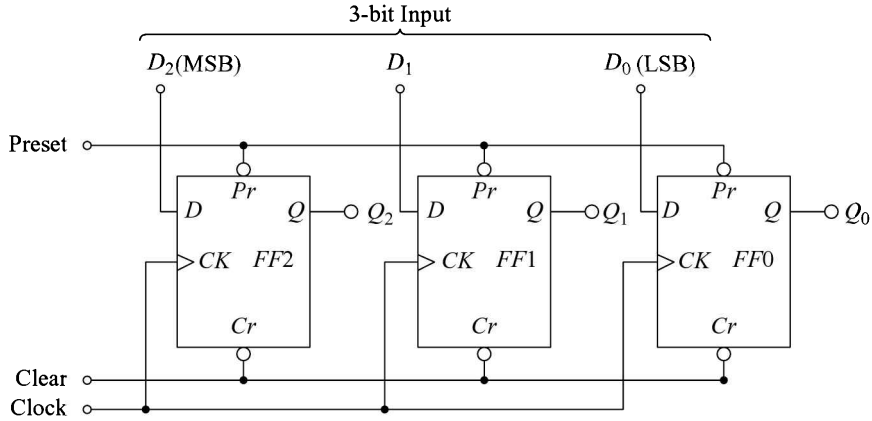 3-bit Input
D₂(MSB) D₁ D₀ (LSB)
Preset
Pr Pr Pr
D Q Q₂ D Q Q₁ D Q Q₀
CK FF2 CK FF1 CK FF0
Cr Cr Cr
Clear
Clock